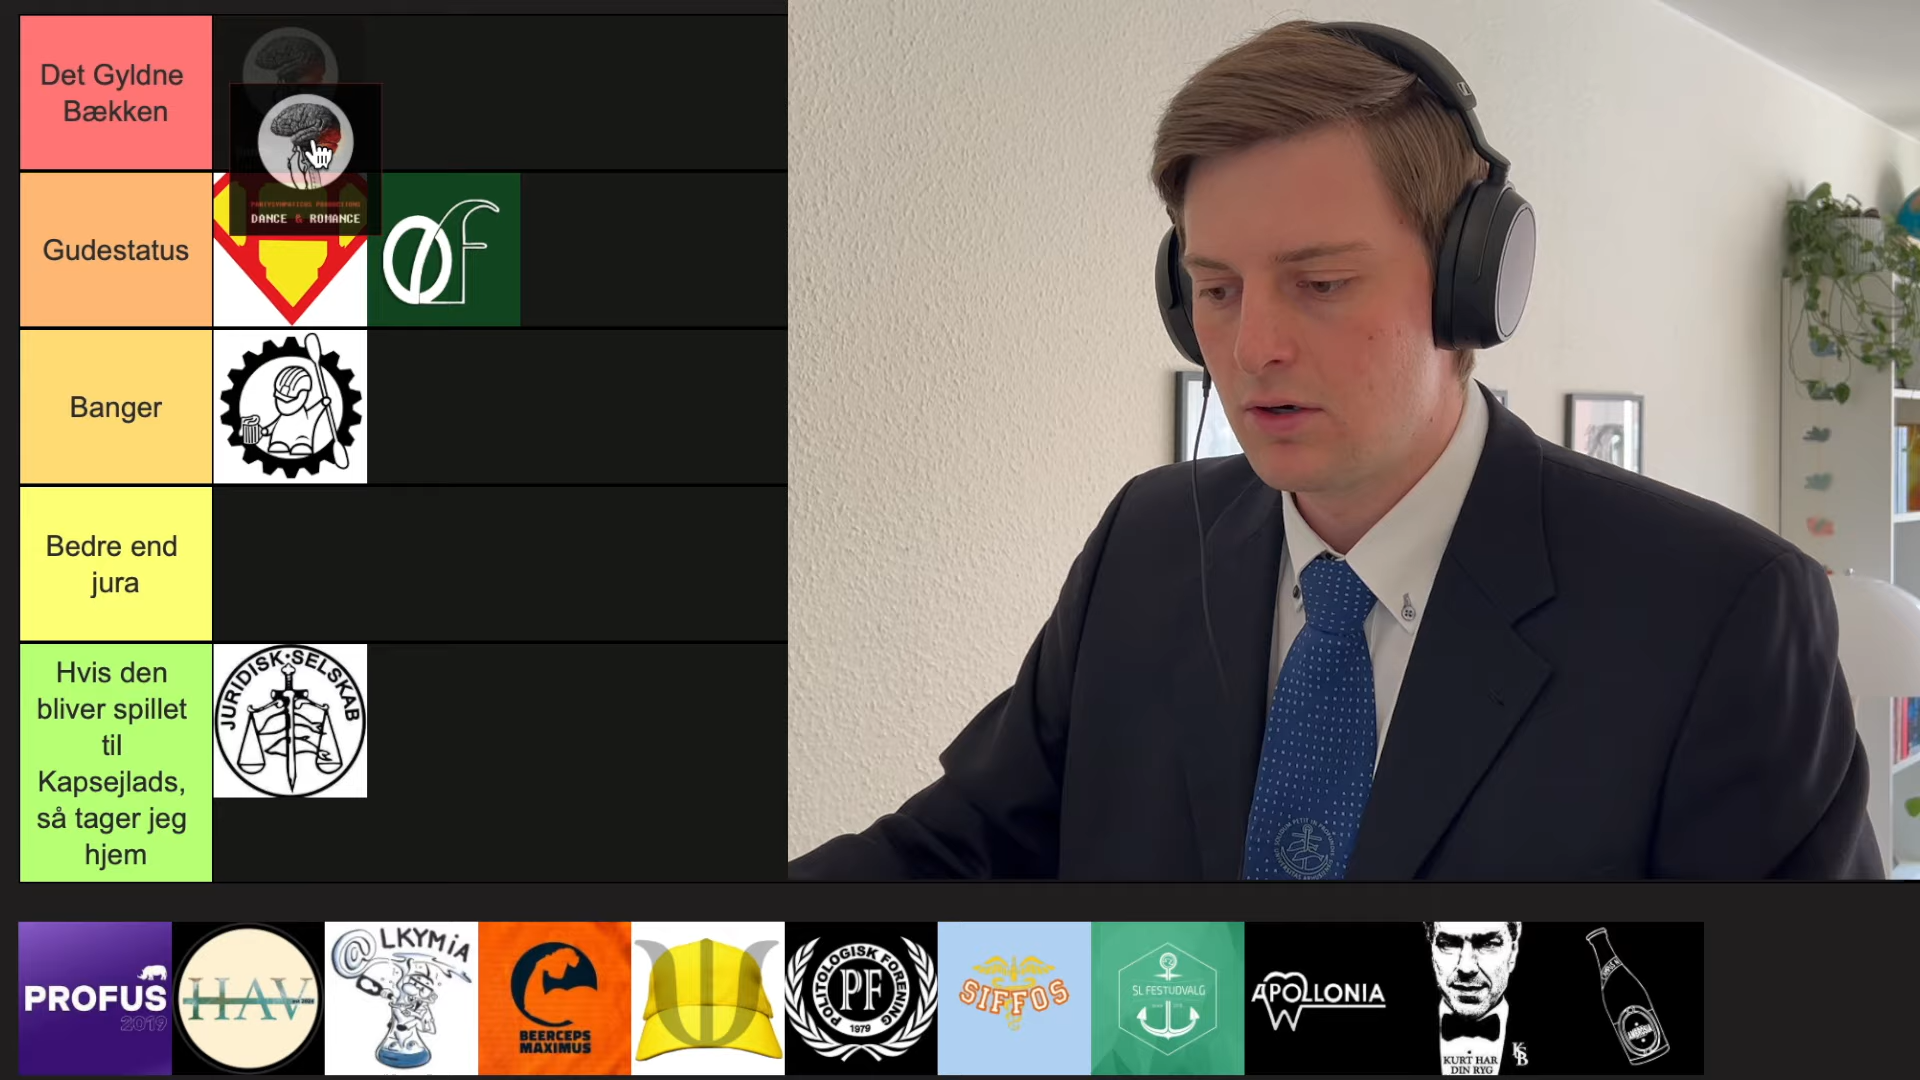 Det Gyldne
Bækken
DANCE & ROMANCE
Gudestatus
Øf
Banger
Bedre end
jura
Hvis den
bliver spillet
til
Kapsejlads,
så tager jeg
hjem
JURIDISK·SELSKAB
PROFUS
2019
HAV
@LKYMIA
BEERCEPS
MAXIMUS
POLITOLOGISK FORENING
PF
1979
SIFFOS
SL FESTUDVALG
APOLLONIA
KURT HAR
DIN RYG
KSB